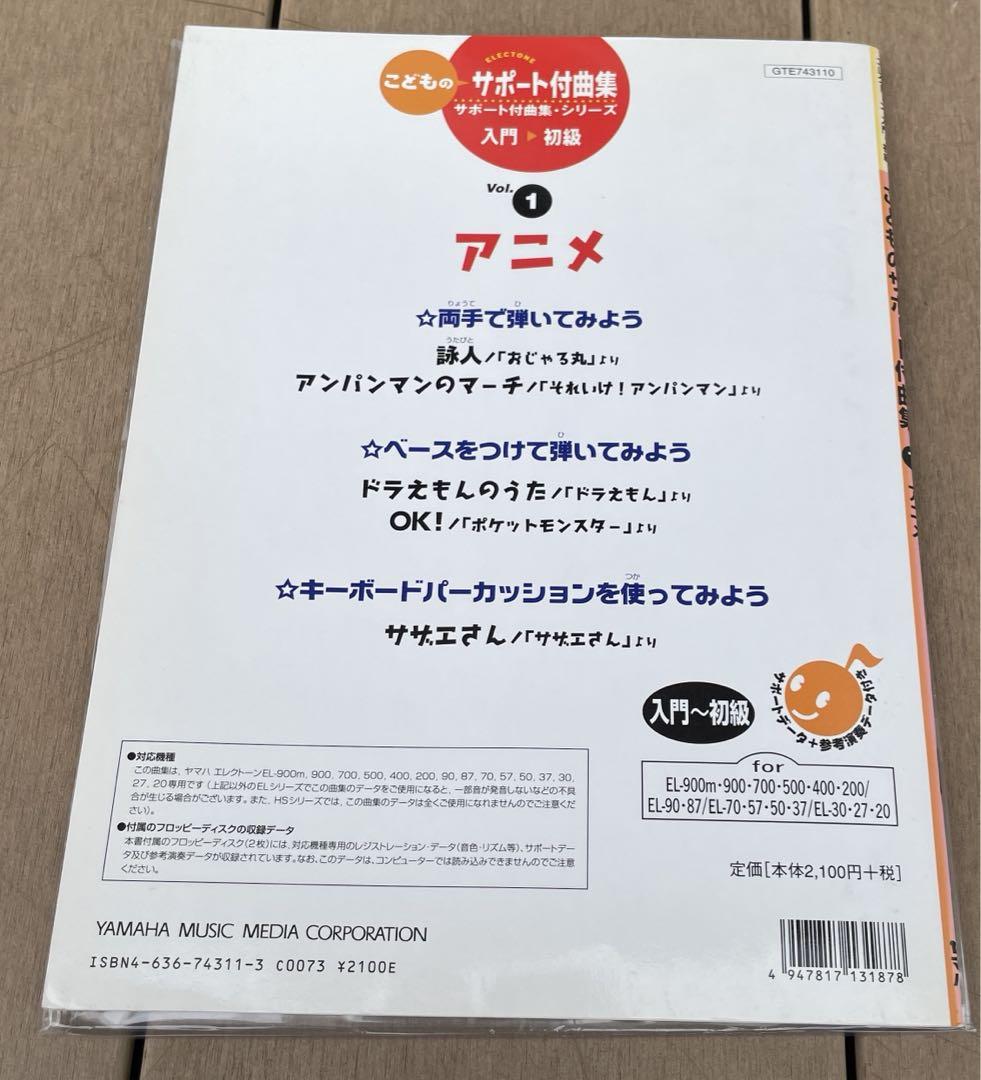 ELECTONE
こどもの
サポート付曲集
サポート付曲集・シリーズ
入門 ▶ 初級
GTE743110
Vol. 1
アニメ
☆両手で弾いてみよう
りょうて ひ
詠人/「おじゃる丸」より
うたびと
アンパンマンのマーチ/「それいけ!アンパンマン」より
☆ベースをつけて弾いてみよう
ひ
ドラえもんのうた/「ドラえもん」より
OK!/「ポケットモンスター」より
☆キーボードパーカッションを使ってみよう
つか
サザエさん/「サザエさん」より
入門〜初級
サポートデータ+参考演奏データ付き
●対応機種
この曲集は、ヤマハ エレクトーンEL-900m, 900, 700, 500, 400, 200, 90, 87, 70, 57, 50, 37, 30,
27, 20専用です(上記以外のELシリーズでこの曲集のデータをご使用になると、一部音が発音しないなどの不具
合が生じる場合がございます。また、HSシリーズでは、この曲集のデータは全くご使用になれませんのでご注意くだ
さい)。
●付属のフロッピーディスクの収録データ
本書付属のフロッピーディスク(2枚)には、対応機種専用のレジストレーション・データ(音色・リズム等)、サポートデー
タ及び参考演奏データが収録されています。なお、このデータは、コンピューターでは読み込みできませんのでご注意
ください。
for
EL-900m・900・700・500・400・200/
EL-90・87/EL-70・57・50・37/EL-30・27・20
定価[本体2,100円+税]
YAMAHA MUSIC MEDIA CORPORATION
ISBN4-636-74311-3 C0073 ¥2100E
4 947817 131878